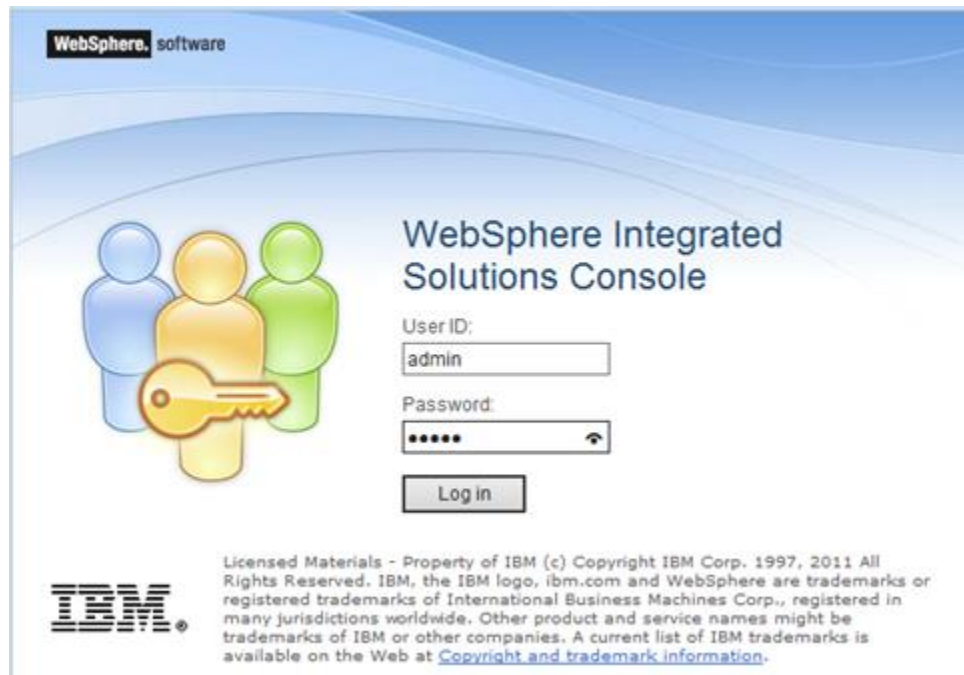 WebSphere. software
WebSphere Integrated
Solutions Console
User ID:
admin
Password:
•••••
Log in
IBM.
Licensed Materials - Property of IBM (c) Copyright IBM Corp. 1997, 2011 All
Rights Reserved. IBM, the IBM logo, ibm.com and WebSphere are trademarks or
registered trademarks of International Business Machines Corp., registered in
many jurisdictions worldwide. Other product and service names might be
trademarks of IBM or other companies. A current list of IBM trademarks is
available on the Web at Copyright and trademark information.